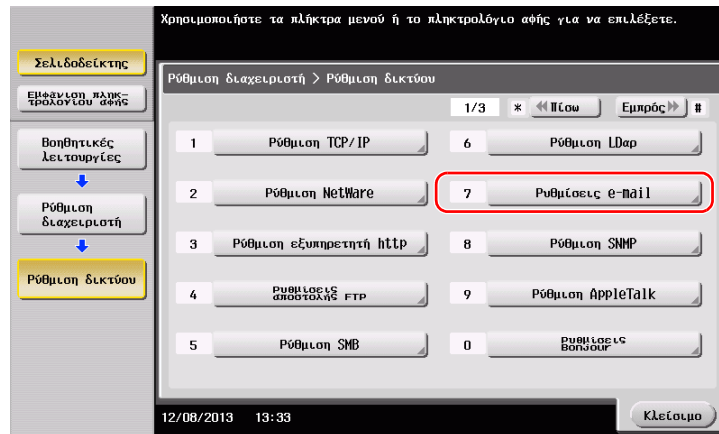 Χρησιμοποιήστε τα πλήκτρα μενού ή το πληκτρολόγιο αφής για να επιλέξετε.
Σελιδοδείκτης
Εμφάνιση πληκ-
τρολογίου αφής
Βοηθητικές
λειτουργίες
Ρύθμιση
διαχειριστή
Ρύθμιση δικτύου
Ρύθμιση διαχειριστή > Ρύθμιση δικτύου
1/3 * Πίσω Εμπρός #
1 Ρύθμιση TCP/IP
2 Ρύθμιση NetWare
3 Ρύθμιση εξυπηρετητή http
4 Ρυθμίσεις
αποστολής FTP
5 Ρύθμιση SMB
6 Ρύθμιση LDap
7 Ρυθμίσεις e-mail
8 Ρύθμιση SNMP
9 Ρύθμιση AppleTalk
0 Ρυθμίσεις
Bonjour
12/08/2013 13:33
Κλείσιμο